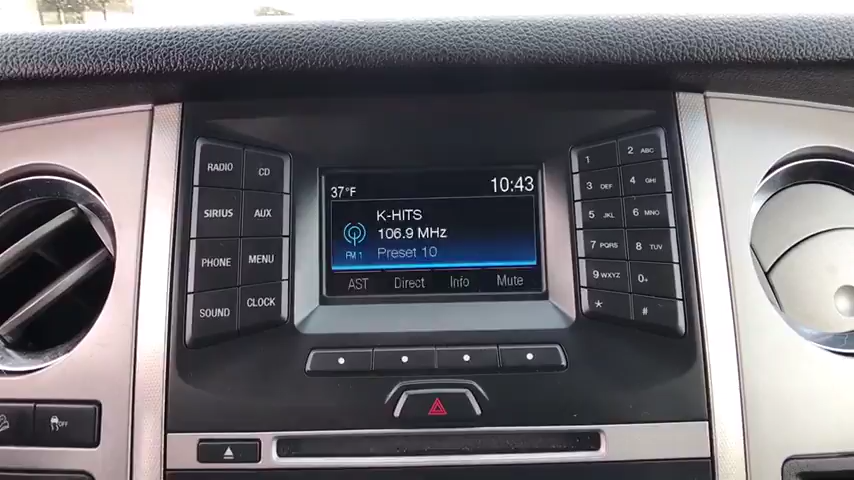 RADIO CD
SIRIUS AUX
PHONE MENU
SOUND CLOCK
37°F 10:43
K-HITS
106.9 MHz
FM 1 Preset 10
AST Direct Info Mute
1 2 ABC
3 DEF 4 GHI
5 JKL 6 MNO
7 PQRS 8 TUV
9 WXYZ 0+
* #
OFF